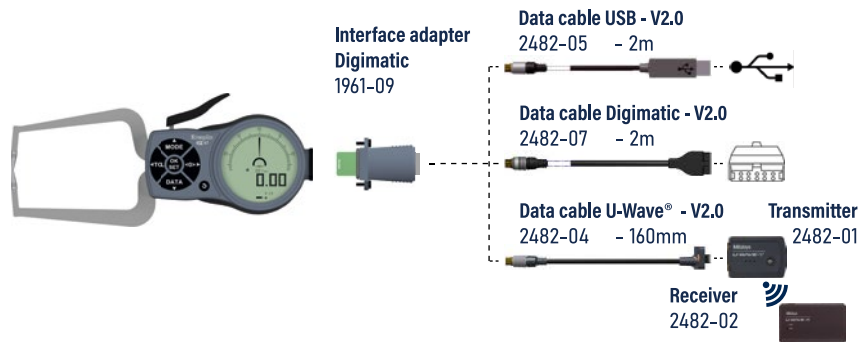 Data cable USB - V2.0
2482-05 - 2m
Interface adapter
Digimatic
1961-09
MODE
OK
SET
DATA
0.00
Data cable Digimatic - V2.0
2482-07 - 2m
Data cable U-Wave® - V2.0
2482-04 - 160mm
Transmitter
2482-01
Receiver
2482-02